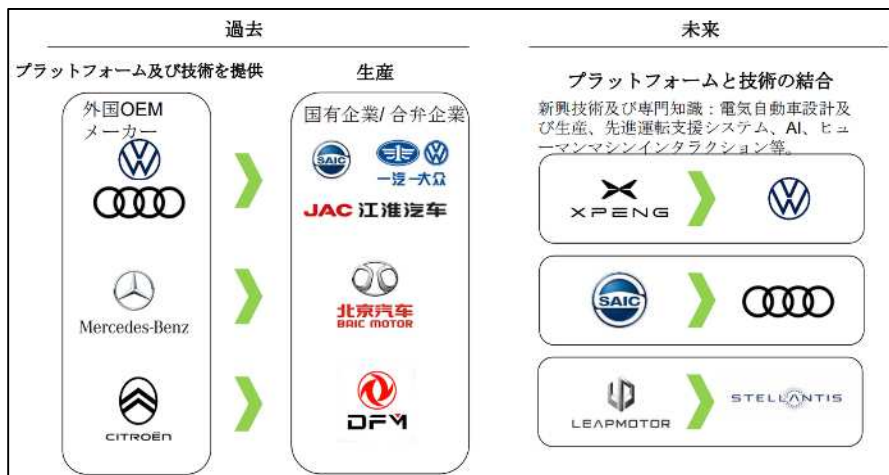 過去
プラットフォーム及び技術を提供
生産
外国OEM
メーカー
国有企業/ 合弁企業
SAIC
一汽一大众
JAC 江淮汽车
Mercedes-Benz
北京汽车
BAIC MOTOR
CITROËN
DFM
未来
プラットフォームと技術の結合
新興技術及び専門知識：電気自動車設計及
び生産、先進運転支援システム、AI、ヒュ
ーマンマシンインタラクション等。
XPENG
SAIC
LEAPMOTOR
STELLANTIS